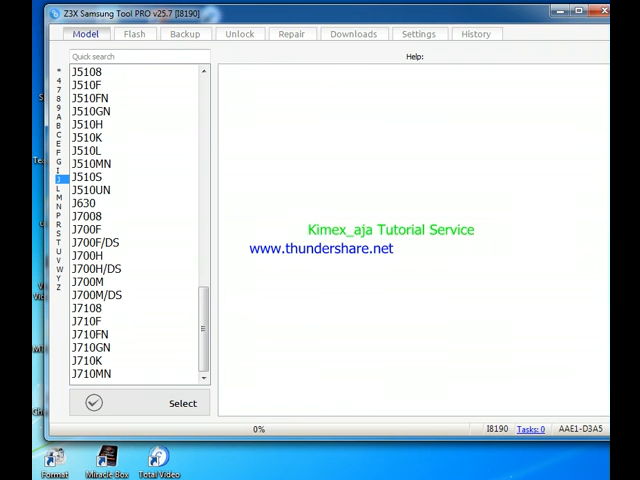 Z3X Samsung Tool PRO v25.7 [I8190]
Model Flash Backup Unlock Repair Downloads Settings History
Quick search
Help:
*
4
7
8
9
A
B
C
E
F
G
I
J
L
M
N
P
R
S
T
U
V
W
Y
Z
J5108
J510F
J510FN
J510GN
J510H
J510K
J510L
J510MN
J510S
J510UN
J630
J7008
J700F
J700F/DS
J700H
J700H/DS
J700M
J700M/DS
J7108
J710F
J710FN
J710GN
J710K
J710MN
Kimex_aja Tutorial Service
www.thundershare.net
Select
0% I8190 Tasks: 0 AAE1-D3A5
Format Miracle Box Total Video